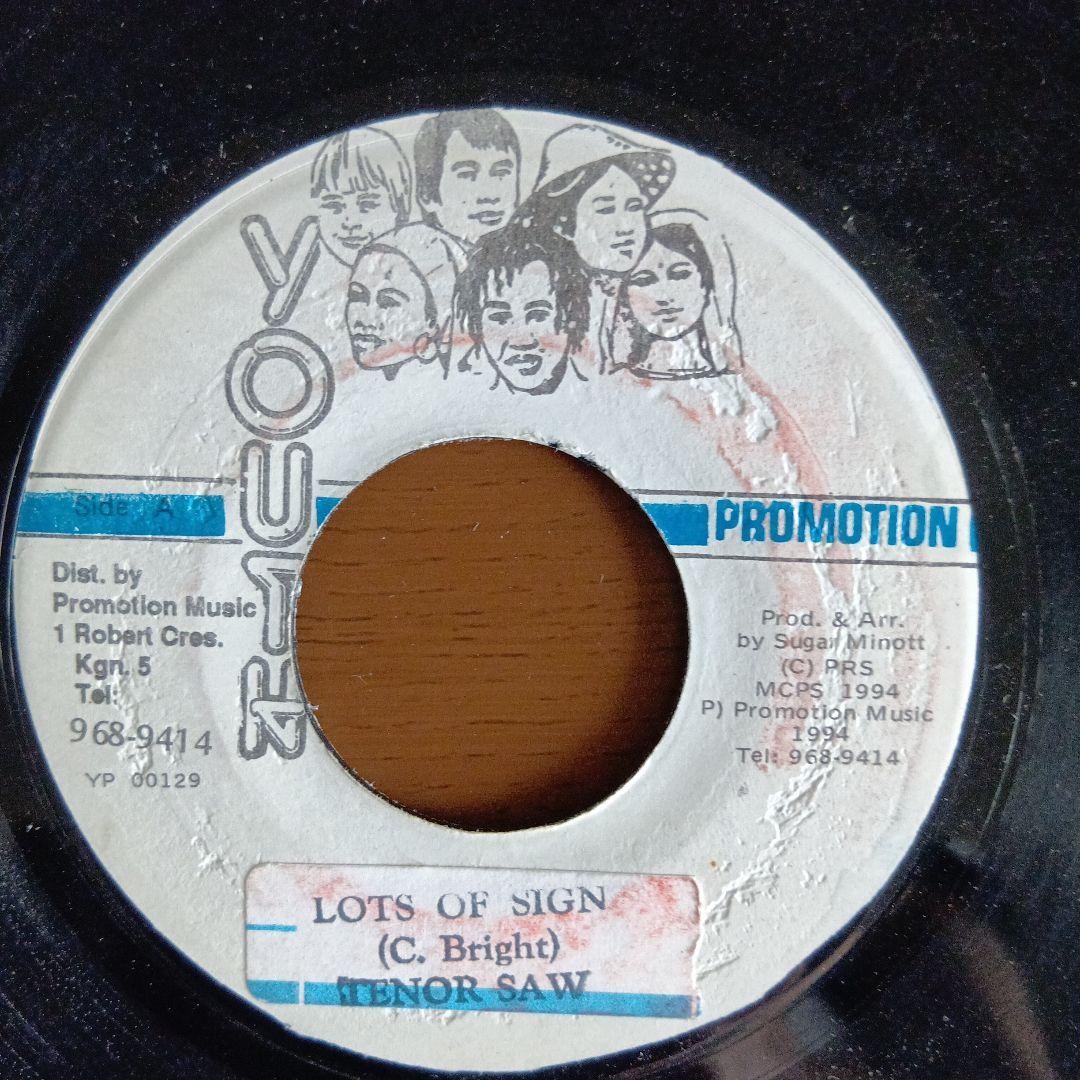 YOUTH
PROMOTION
Side A
Dist. by
Promotion Music
1 Robert Cres.
Kgn. 5
Tel:
968-9414
YP 00129
Prod. & Arr.
by Sugar Minott
(C) PRS
MCPS 1994
P) Promotion Music
1994
Tel: 968-9414
LOTS OF SIGN
(C. Bright)
TENOR SAW